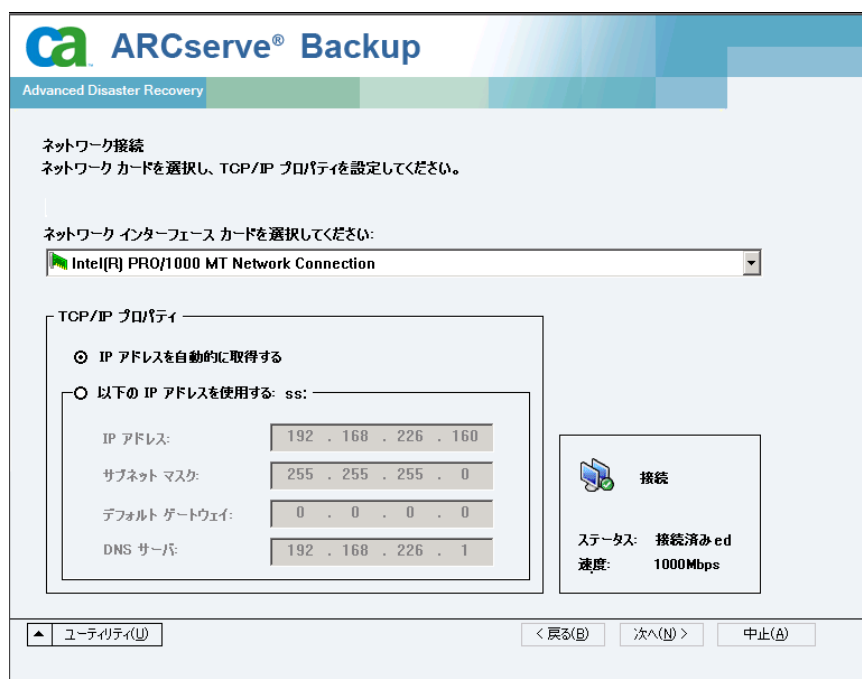 ca ARCserve® Backup
Advanced Disaster Recovery
ネットワーク接続
ネットワーク カードを選択し、TCP/IP プロパティを設定してください。
ネットワーク インターフェース カードを選択してください:
Intel(R) PRO/1000 MT Network Connection
TCP/IP プロパティ
IP アドレスを自動的に取得する
以下の IP アドレスを使用する: ss:
IP アドレス: 192 . 168 . 226 . 160
サブネット マスク: 255 . 255 . 255 . 0
デフォルト ゲートウェイ: 0 . 0 . 0 . 0
DNS サーバ: 192 . 168 . 226 . 1
接続
ステータス: 接続済み ed
速度: 1000Mbps
ユーティリティ(U)
< 戻る(B)
次へ(N) >
中止(A)